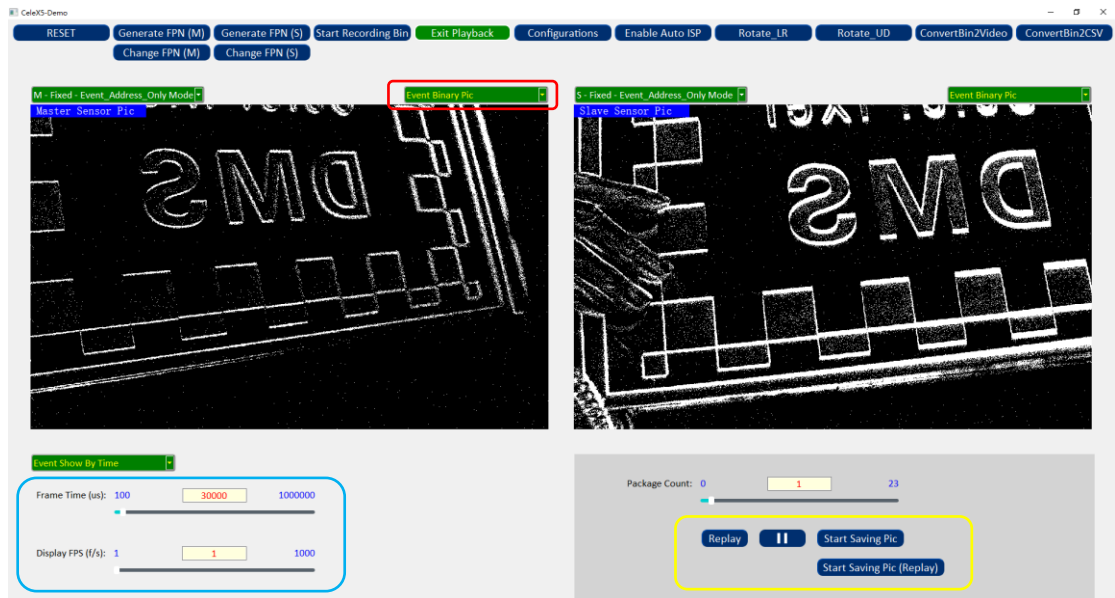 CeleX5-Demo
RESET Generate FPN (M) Generate FPN (S) Start Recording Bin Exit Playback Configurations Enable Auto ISP Rotate_LR Rotate_UD ConvertBin2Video ConvertBin2CSV
Change FPN (M) Change FPN (S)
M - Fixed - Event_Address_Only Mode Event Binary Pic S - Fixed - Event_Address_Only Mode Event Binary Pic
Master Sensor Pic Slave Sensor Pic
DMS DMS
Event Show By Time
Frame Time (us): 100 30000 1000000
Display FPS (f/s): 1 1 1000
Package Count: 0 1 23
Replay Start Saving Pic
Start Saving Pic (Replay)